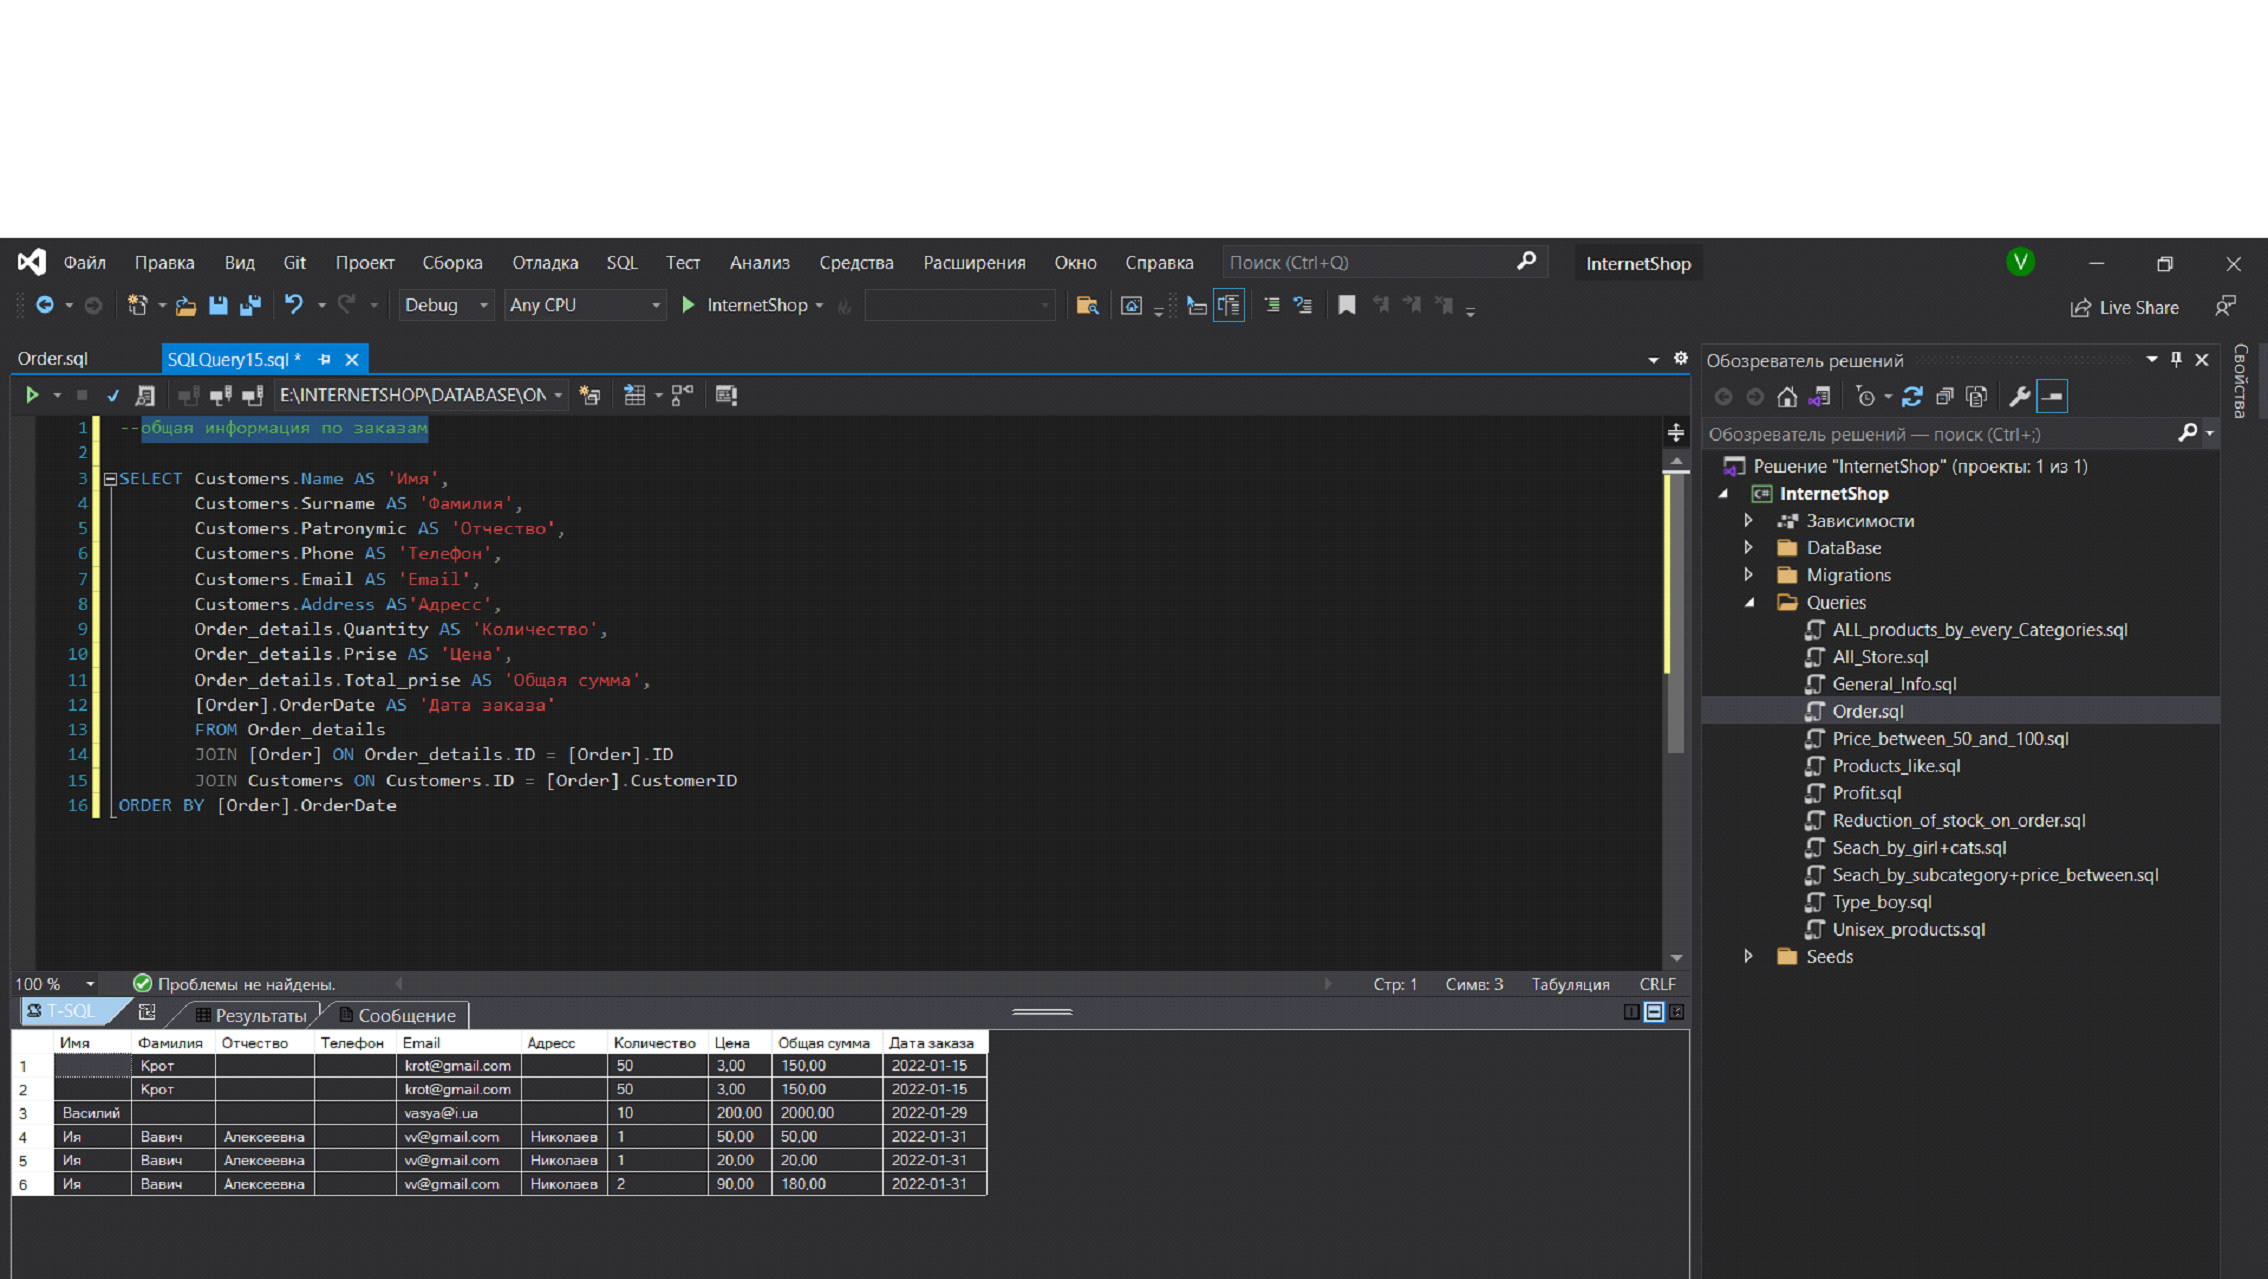 Файл Правка Вид Git Проект Сборка Отладка SQL Тест Анализ Средства Расширения Окно Справка Поиск (Ctrl+Q) InternetShop V
Debug Any CPU InternetShop Live Share
Order.sql SQLQuery15.sql *
E:\INTERNETSHOP\DATABASE\ON
1 --общая информация по заказам
2
3 SELECT Customers.Name AS 'Имя',
4 Customers.Surname AS 'Фамилия',
5 Customers.Patronymic AS 'Отчество',
6 Customers.Phone AS 'Телефон',
7 Customers.Email AS 'Email',
8 Customers.Address AS'Адресс',
9 Order_details.Quantity AS 'Количество',
10 Order_details.Prise AS 'Цена',
11 Order_details.Total_prise AS 'Общая сумма',
12 [Order].OrderDate AS 'Дата заказа'
13 FROM Order_details
14 JOIN [Order] ON Order_details.ID = [Order].ID
15 JOIN Customers ON Customers.ID = [Order].CustomerID
16 ORDER BY [Order].OrderDate
100 % Проблемы не найдены. Стр: 1 Симв: 3 Табуляция CRLF
T-SQL Результаты Сообщение
Имя Фамилия Отчество Телефон Email Адресс Количество Цена Общая сумма Дата заказа
1 Крот krot@gmail.com 50 3,00 150,00 2022-01-15
2 Крот krot@gmail.com 50 3,00 150,00 2022-01-15
3 Василий vasya@i.ua 10 200,00 2000,00 2022-01-29
4 Ия Вавич Алексеевна vv@gmail.com Николаев 1 50,00 50,00 2022-01-31
5 Ия Вавич Алексеевна vv@gmail.com Николаев 1 20,00 20,00 2022-01-31
6 Ия Вавич Алексеевна vv@gmail.com Николаев 2 90,00 180,00 2022-01-31
Обозреватель решений
Обозреватель решений — поиск (Ctrl+;)
Решение "InternetShop" (проекты: 1 из 1)
C# InternetShop
Зависимости
DataBase
Migrations
Queries
ALL_products_by_every_Categories.sql
All_Store.sql
General_Info.sql
Order.sql
Price_between_50_and_100.sql
Products_like.sql
Profit.sql
Reduction_of_stock_on_order.sql
Seach_by_girl+cats.sql
Seach_by_subcategory+price_between.sql
Type_boy.sql
Unisex_products.sql
Seeds
Свойства